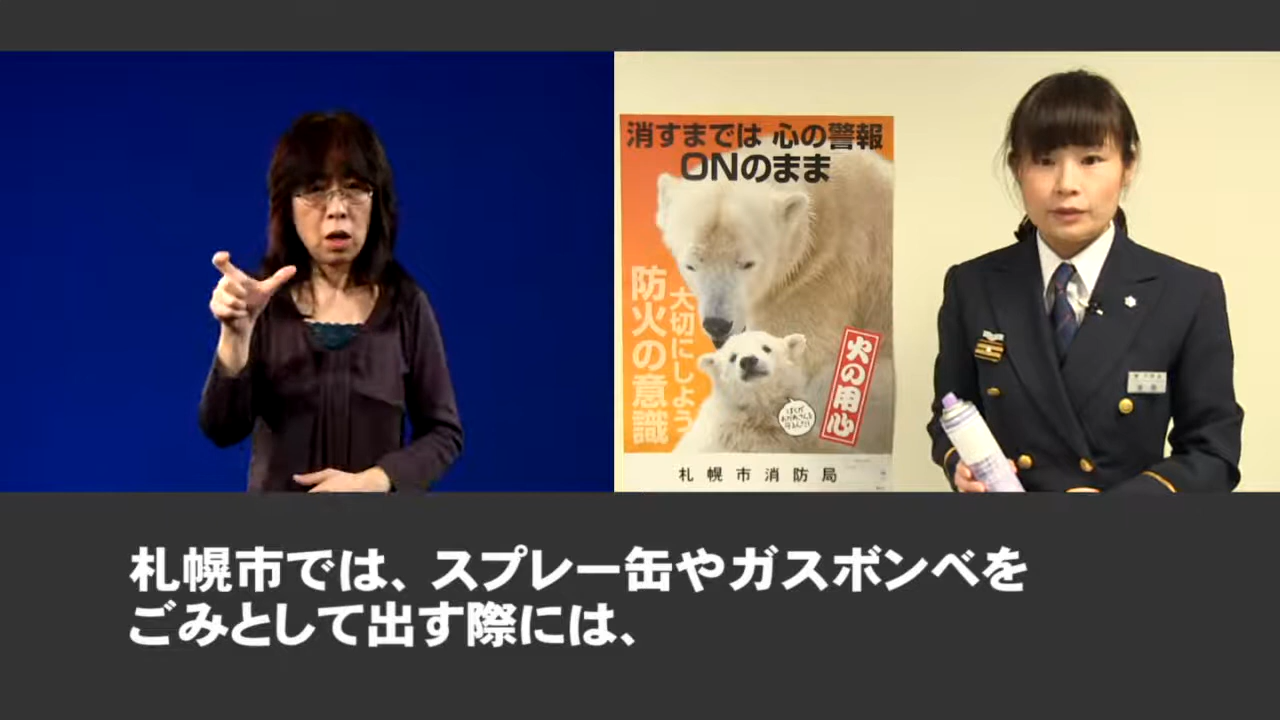 消すまでは 心の警報
ONのまま
防火の意識
大切にしよう
火の用心
札幌市消防局
札幌市では、スプレー缶やガスボンベを
ごみとして出す際には、